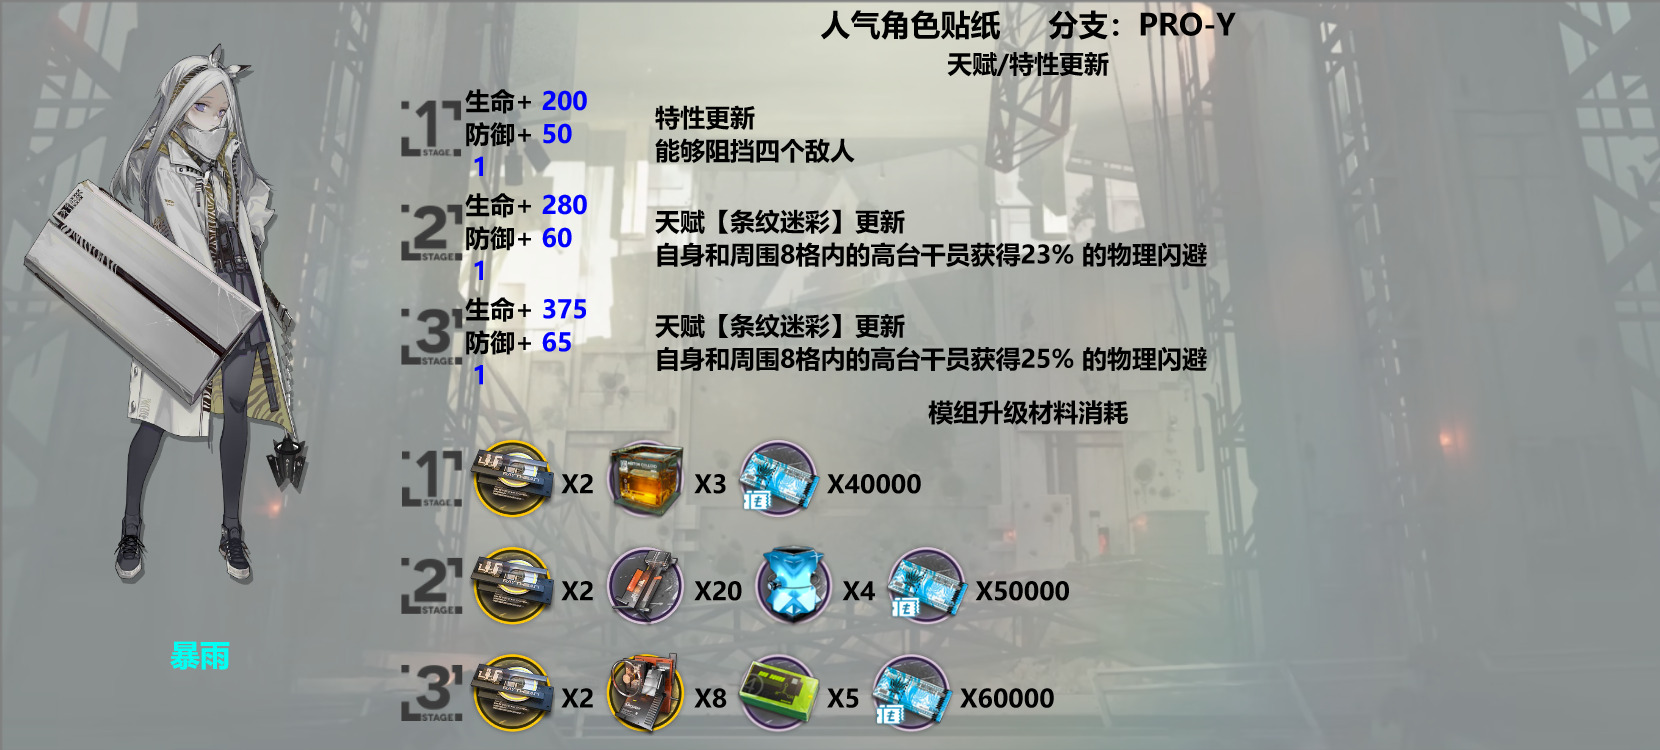 人气角色贴纸 分支：PRO-Y
天赋/特性更新
1 STAGE.
生命+ 200
防御+ 50
1
特性更新
能够阻挡四个敌人
2 STAGE.
生命+ 280
防御+ 60
1
天赋【条纹迷彩】更新
自身和周围8格内的高台干员获得23% 的物理闪避
3 STAGE.
生命+ 375
防御+ 65
1
天赋【条纹迷彩】更新
自身和周围8格内的高台干员获得25% 的物理闪避
模组升级材料消耗
1 STAGE.
X2 X3 X40000
2 STAGE.
X2 X20 X4 X50000
3 STAGE.
X2 X8 X5 X60000
暴雨